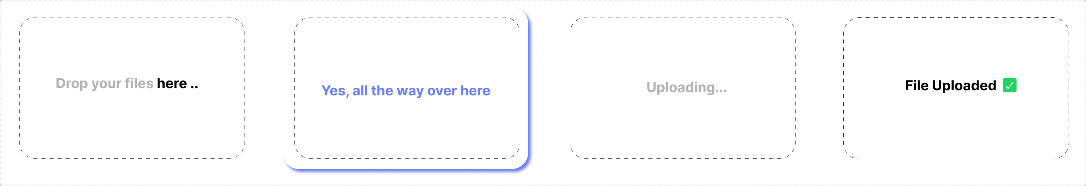 Drop your files here ..
Yes, all the way over here
Uploading...
File Uploaded ✅